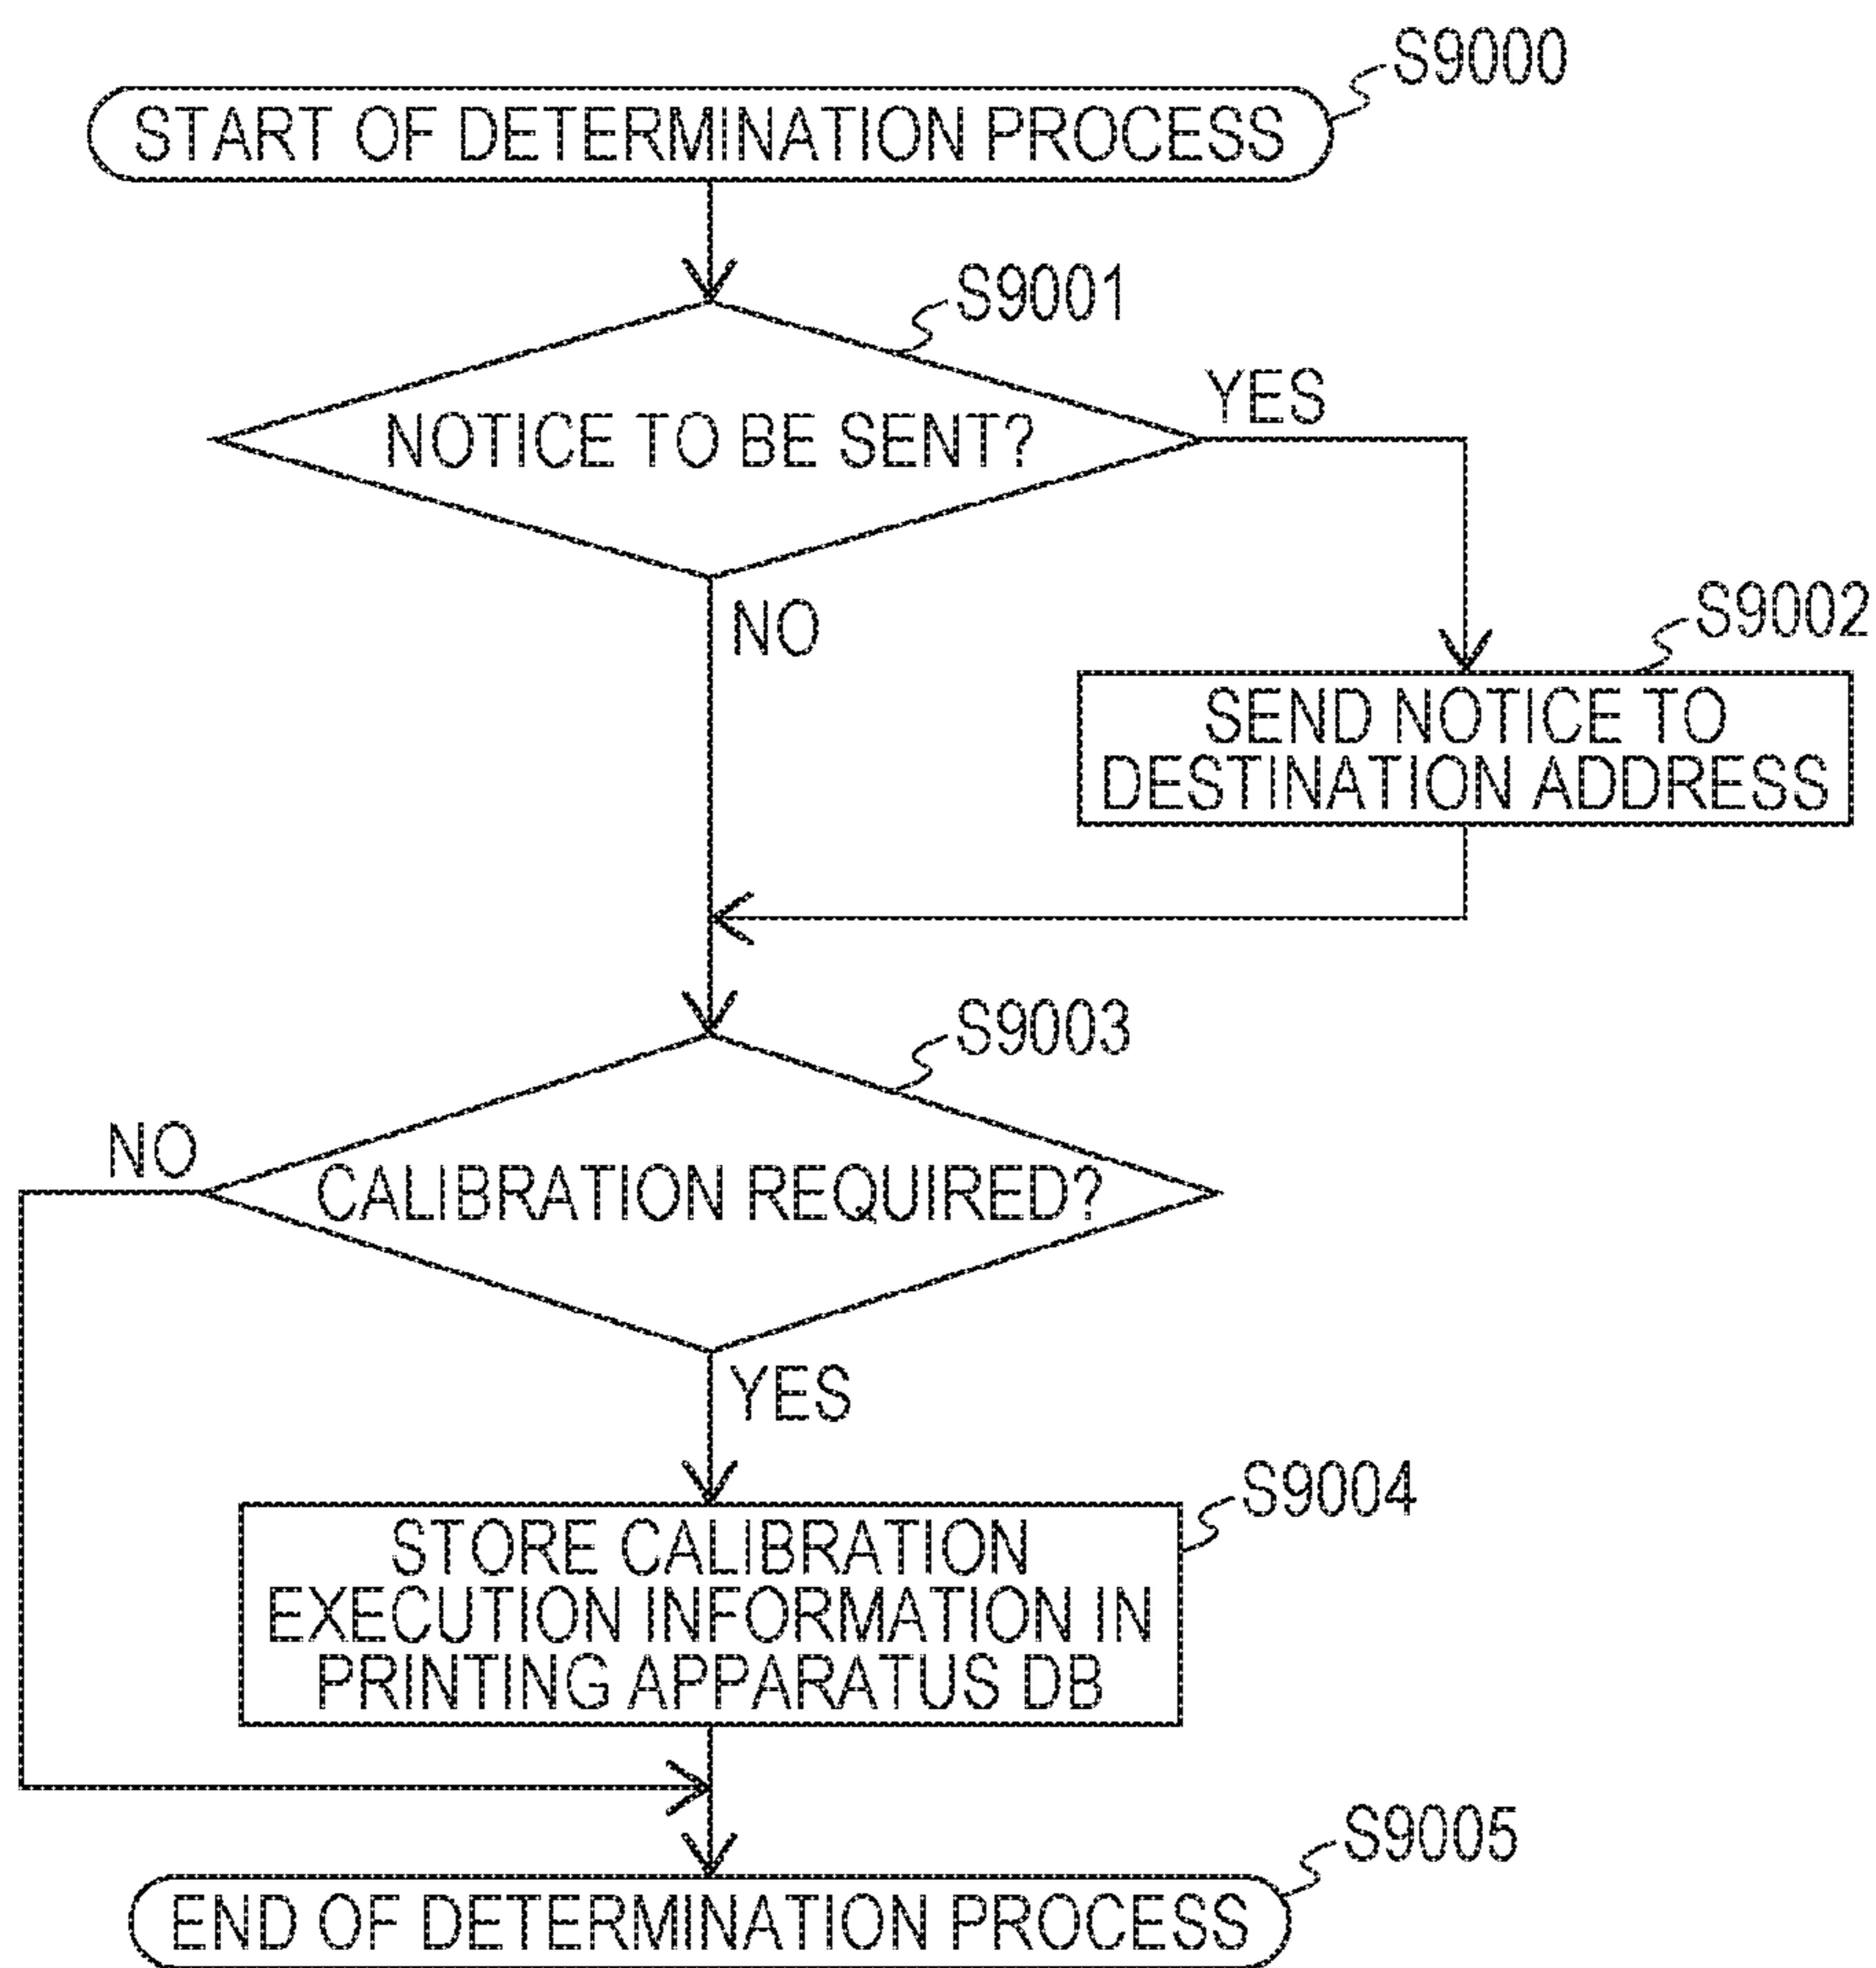 S9000
START OF DETERMINATION PROCESS
S9001
NOTICE TO BE SENT?
YES
NO
S9002
SEND NOTICE TO
DESTINATION ADDRESS
S9003
NO
CALIBRATION REQUIRED?
YES
S9004
STORE CALIBRATION
EXECUTION INFORMATION IN
PRINTING APPARATUS DB
S9005
END OF DETERMINATION PROCESS